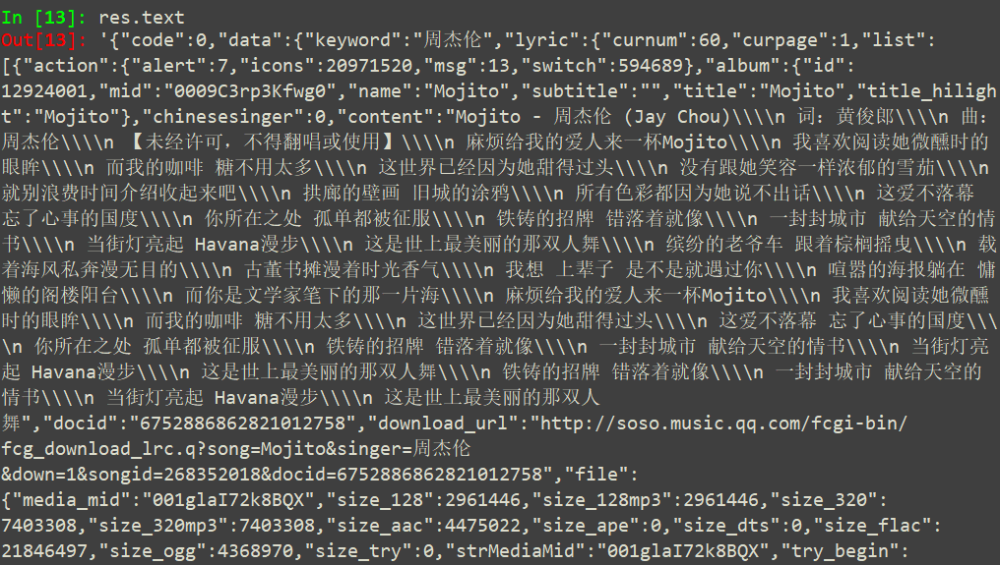 In [13]: res.text
Out[13]: '{"code":0,"data":{"keyword":"周杰伦","lyric":{"curnum":60,"curpage":1,"list":
[{"action":{"alert":7,"icons":20971520,"msg":13,"switch":594689},"album":{"id":
12924001,"mid":"0009C3rp3Kfwg0","name":"Mojito","subtitle":"","title":"Mojito","title_hiligh
t":"Mojito"},"chinesesinger":0,"content":"Mojito - 周杰伦 (Jay Chou)\\\\n 词：黄俊郎\\\\n 曲：
周杰伦\\\\n 【未经许可，不得翻唱或使用】\\\\n 麻烦给我的爱人来一杯Mojito\\\\n 我喜欢阅读她微醺时的
眼眸\\\\n 而我的咖啡 糖不用太多\\\\n 这世界已经因为她甜得过头\\\\n 没有跟她笑容一样浓郁的雪茄\\\\n
就别浪费时间介绍收起来吧\\\\n 拱廊的壁画 旧城的涂鸦\\\\n 所有色彩都因为她说不出话\\\\n 这爱不落幕
忘了心事的国度\\\\n 你所在之处 孤单都被征服\\\\n 铁铸的招牌 错落着就像\\\\n 一封封城市 献给天空的情
书\\\\n 当街灯亮起 Havana漫步\\\\n 这是世上最美丽的那双人舞\\\\n 缤纷的老爷车 跟着棕榈摇曳\\\\n 载
着海风私奔漫无目的\\\\n 古董书摊漫着时光香气\\\\n 我想 上辈子 是不是就遇过你\\\\n 喧嚣的海报躺在 慵
懒的阁楼阳台\\\\n 而你是文学家笔下的那一片海\\\\n 麻烦给我的爱人来一杯Mojito\\\\n 我喜欢阅读她微醺
时的眼眸\\\\n 而我的咖啡 糖不用太多\\\\n 这世界已经因为她甜得过头\\\\n 这爱不落幕 忘了心事的国度\\\
\n 你所在之处 孤单都被征服\\\\n 铁铸的招牌 错落着就像\\\\n 一封封城市 献给天空的情书\\\\n 当街灯亮
起 Havana漫步\\\\n 这是世上最美丽的那双人舞\\\\n 铁铸的招牌 错落着就像\\\\n 一封封城市 献给天空的
情书\\\\n 当街灯亮起 Havana漫步\\\\n 这是世上最美丽的那双人
舞","docid":"6752886862821012758","download_url":"http://soso.music.qq.com/fcgi-bin/
fcg_download_lrc.q?song=Mojito&singer=周杰伦
&down=1&songid=268352018&docid=6752886862821012758","file":
{"media_mid":"001glaI72k8BQX","size_128":2961446,"size_128mp3":2961446,"size_320":
7403308,"size_320mp3":7403308,"size_aac":4475022,"size_ape":0,"size_dts":0,"size_flac":
21846497,"size_ogg":4368970,"size_try":0,"strMediaMid":"001glaI72k8BQX","try_begin":